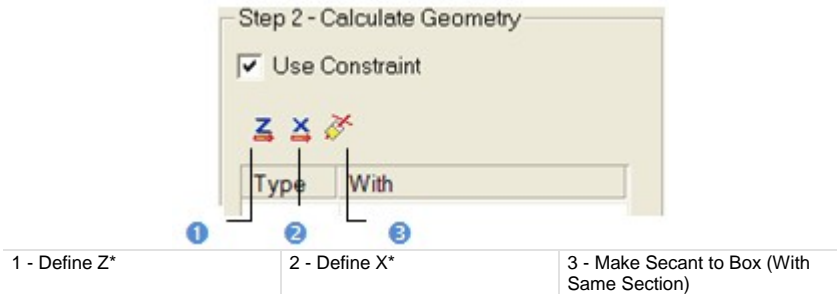 Step 2 - Calculate Geometry
Use Constraint
Z X
Type With
1 2 3
1 - Define Z*
2 - Define X*
3 - Make Secant to Box (With
Same Section)